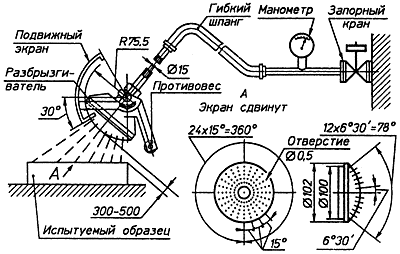 Гибкий
шланг
Манометр
Запорный
кран
Подвижный
экран
R75.5
Разбрызги-
ватель
Ø15
Противовес
30°
А
Экран сдвинут
24x15°=360°
12x6°30'=78°
Отверстие
Ø0,5
А
Ø102
Ø100
300-500
Испытуемый образец
15°
6°30'